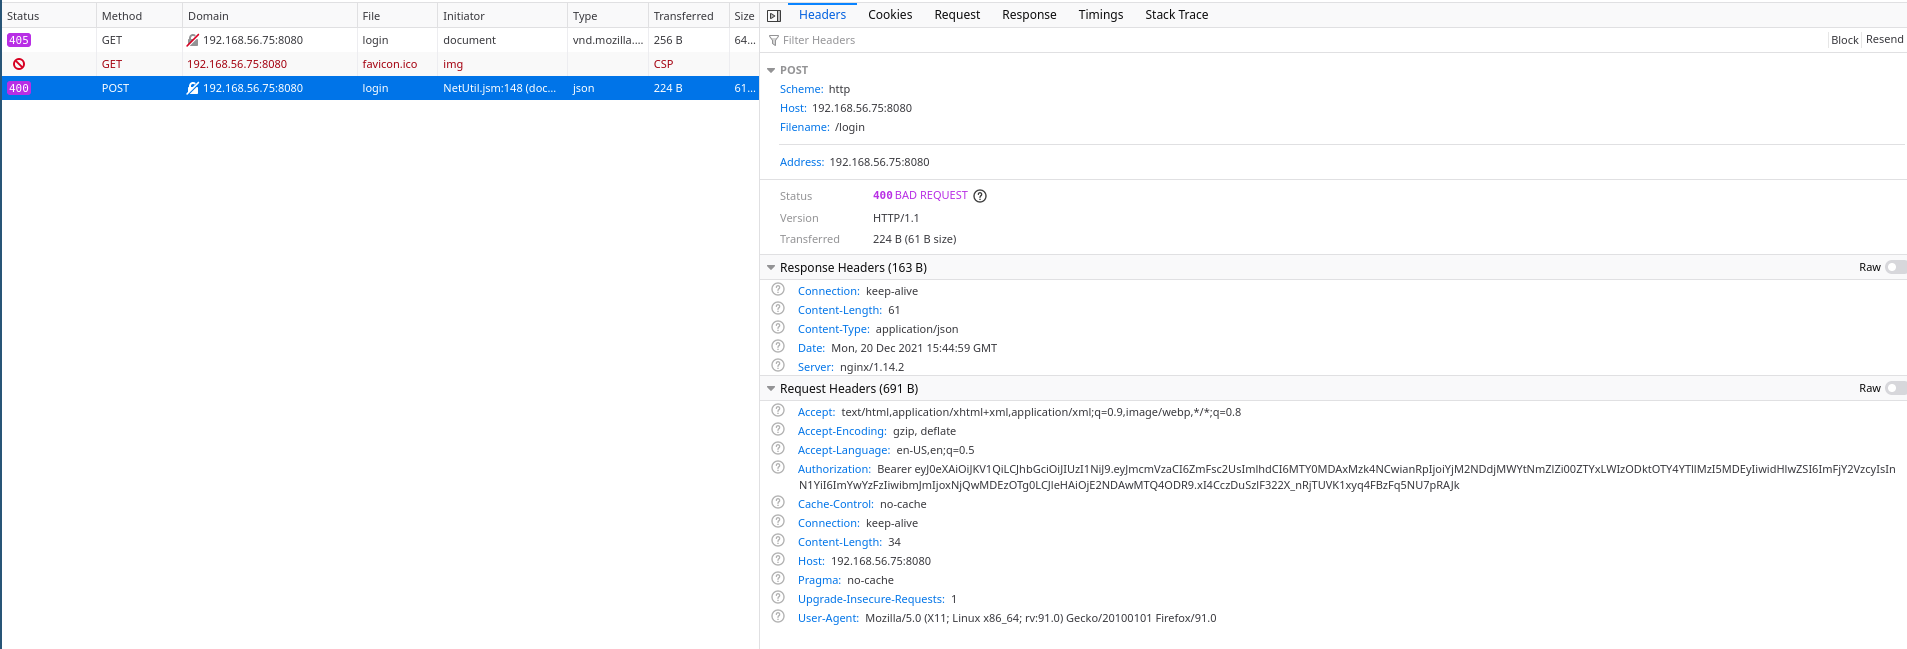 Status Method Domain File Initiator Type Transferred Size
405 GET 192.168.56.75:8080 login document vnd.mozilla.... 256 B 64...
GET 192.168.56.75:8080 favicon.ico img CSP
400 POST 192.168.56.75:8080 login NetUtil.jsm:148 (doc... json 224 B 61...
Headers Cookies Request Response Timings Stack Trace
Filter Headers Block Resend
POST
Scheme: http
Host: 192.168.56.75:8080
Filename: /login
Address: 192.168.56.75:8080
Status 400 BAD REQUEST
Version HTTP/1.1
Transferred 224 B (61 B size)
Response Headers (163 B) Raw
Connection: keep-alive
Content-Length: 61
Content-Type: application/json
Date: Mon, 20 Dec 2021 15:44:59 GMT
Server: nginx/1.14.2
Request Headers (691 B) Raw
Accept: text/html,application/xhtml+xml,application/xml;q=0.9,image/webp,*/*;q=0.8
Accept-Encoding: gzip, deflate
Accept-Language: en-US,en;q=0.5
Authorization: Bearer
Cache-Control: no-cache
Connection: keep-alive
Content-Length: 34
Host: 192.168.56.75:8080
Pragma: no-cache
Upgrade-Insecure-Requests: 1
User-Agent: Mozilla/5.0 (X11; Linux x86_64; rv:91.0) Gecko/20100101 Firefox/91.0